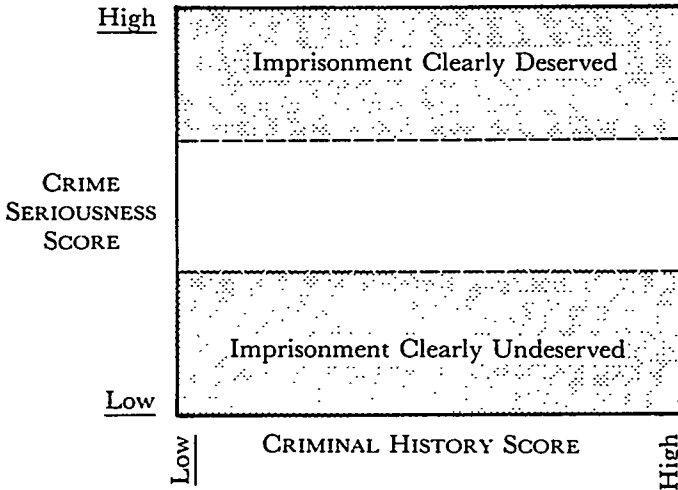 High
Imprisonment Clearly Deserved
CRIME
SERIOUSNESS
SCORE
Imprisonment Clearly Undeserved
Low
Low
CRIMINAL HISTORY SCORE
High